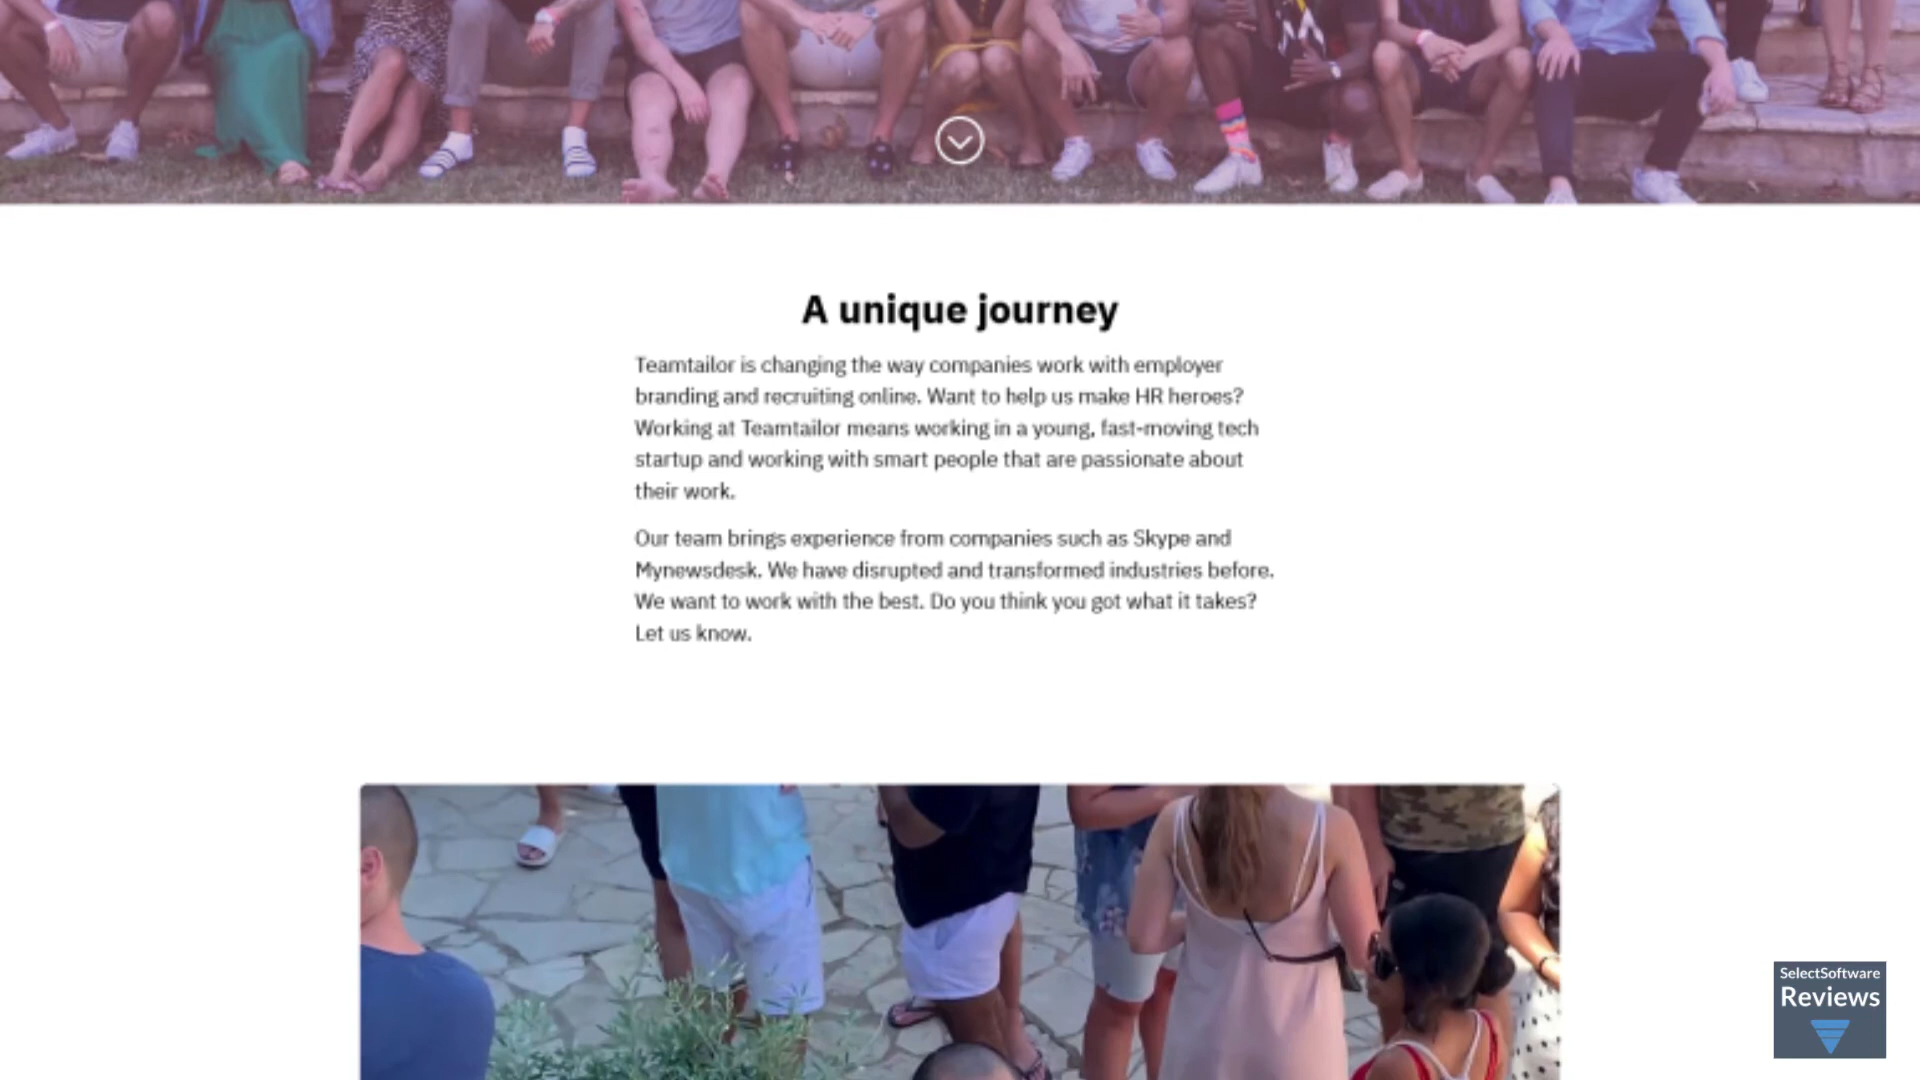 A unique journey
Teamtailor is changing the way companies work with employer
branding and recruiting online. Want to help us make HR heroes?
Working at Teamtailor means working in a young, fast-moving tech
startup and working with smart people that are passionate about
their work.
Our team brings experience from companies such as Skype and
Mynewsdesk. We have disrupted and transformed industries before.
We want to work with the best. Do you think you got what it takes?
Let us know.
SelectSoftware
Reviews